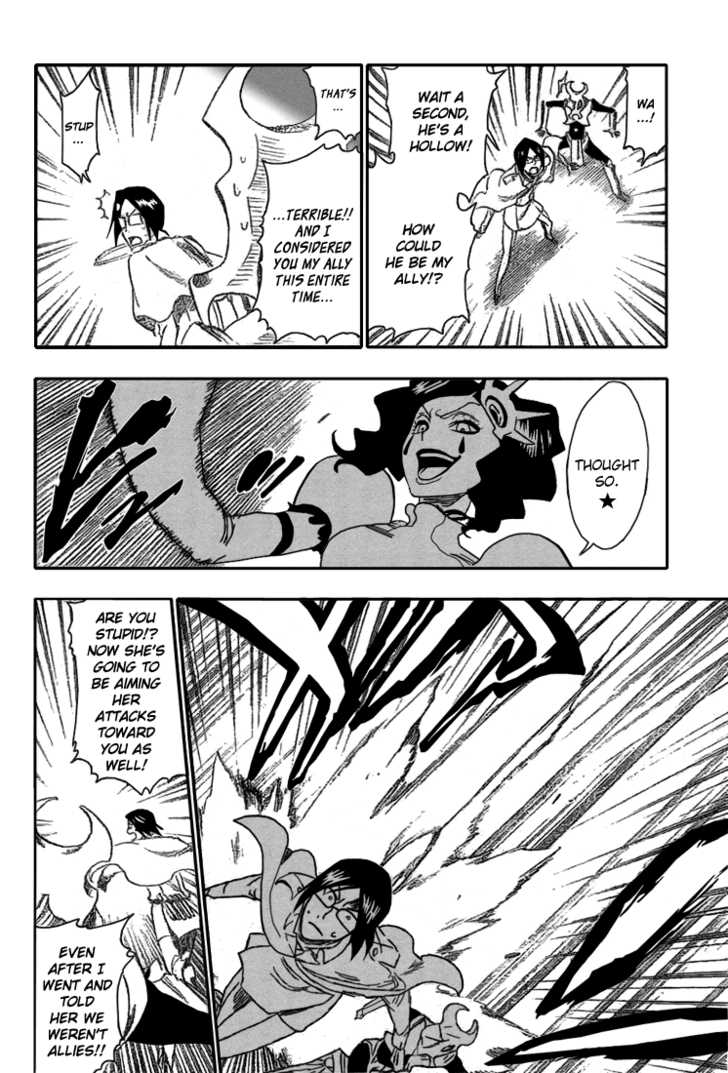 WA
...!
WAIT A
SECOND,
HE'S A
HOLLOW!
HOW
COULD
HE BE MY
ALLY!?
THAT'S
...
...TERRIBLE!!
AND I
CONSIDERED
YOU MY ALLY
THIS ENTIRE
TIME...
STUP
...
THOUGHT
SO.
★
ARE YOU
STUPID!?
NOW SHE'S
GOING TO
BE AIMING
HER
ATTACKS
TOWARD
YOU AS
WELL!
EVEN
AFTER I
WENT AND
TOLD
HER WE
WEREN'T
ALLIES!!